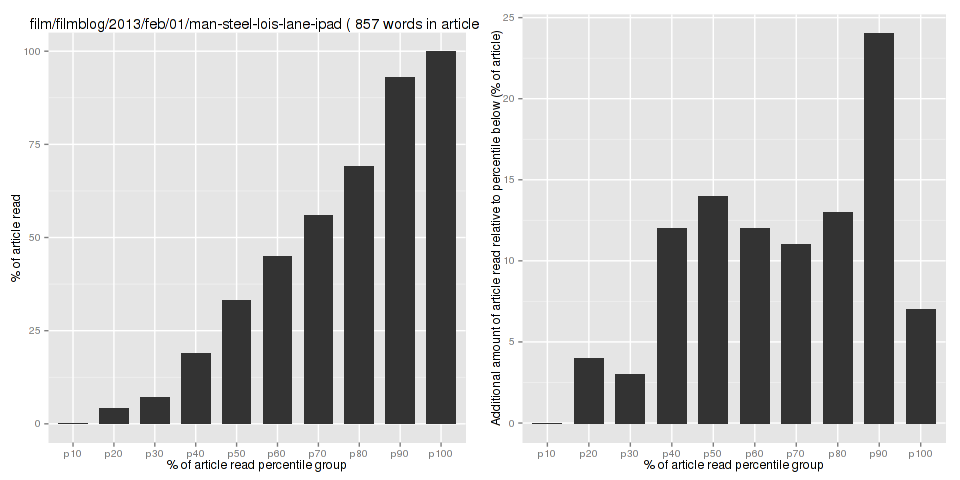 film/filmblog/2013/feb/01/man-steel-lois-lane-ipad ( 857 words in article
% of article read
100
75
50
25
0
p10 p20 p30 p40 p50 p60 p70 p80 p90 p100
% of article read percentile group
Additional amount of article read relative to percentile below (% of article)
25
20
15
10
5
0
p10 p20 p30 p40 p50 p60 p70 p80 p90 p100
% of article read percentile group